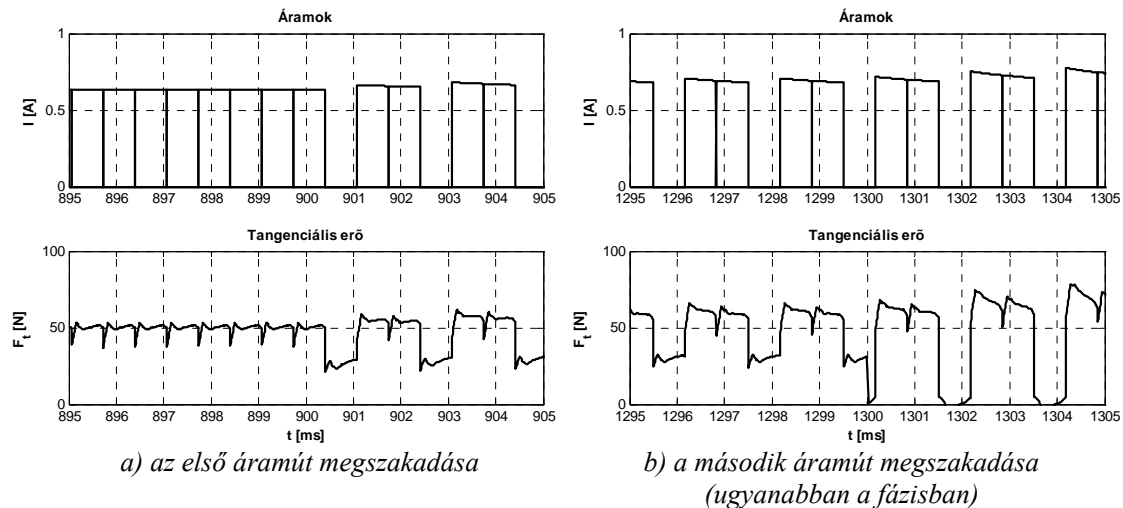 Áramok
1
0.5
0
I [A]
895 896 897 898 899 900 901 902 903 904 905
Tangenciális erõ
100
50
0
Ft [N]
895 896 897 898 899 900 901 902 903 904 905
t [ms]
a) az első áramút megszakadása
Áramok
1
0.5
0
I [A]
1295 1296 1297 1298 1299 1300 1301 1302 1303 1304 1305
Tangenciális erõ
100
50
0
Ft [N]
1295 1296 1297 1298 1299 1300 1301 1302 1303 1304 1305
t [ms]
b) a második áramút megszakadása
(ugyanabban a fázisban)